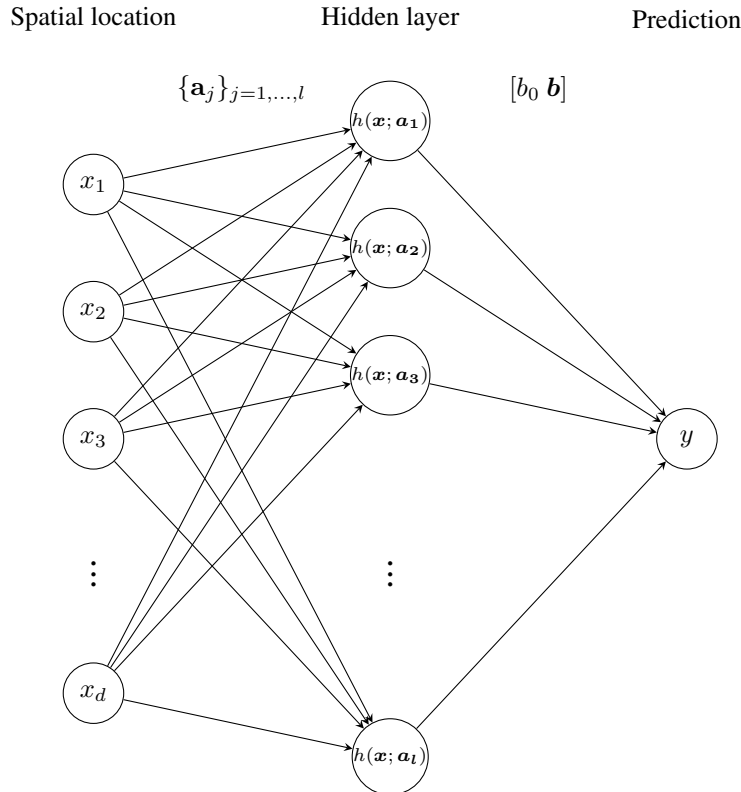 Spatial location
Hidden layer
Prediction
{a_j}_{j=1,...,l}
[b_0 b]
h(x; a_1)
x_1
h(x; a_2)
x_2
h(x; a_3)
x_3
y
⋮
⋮
x_d
h(x; a_l)